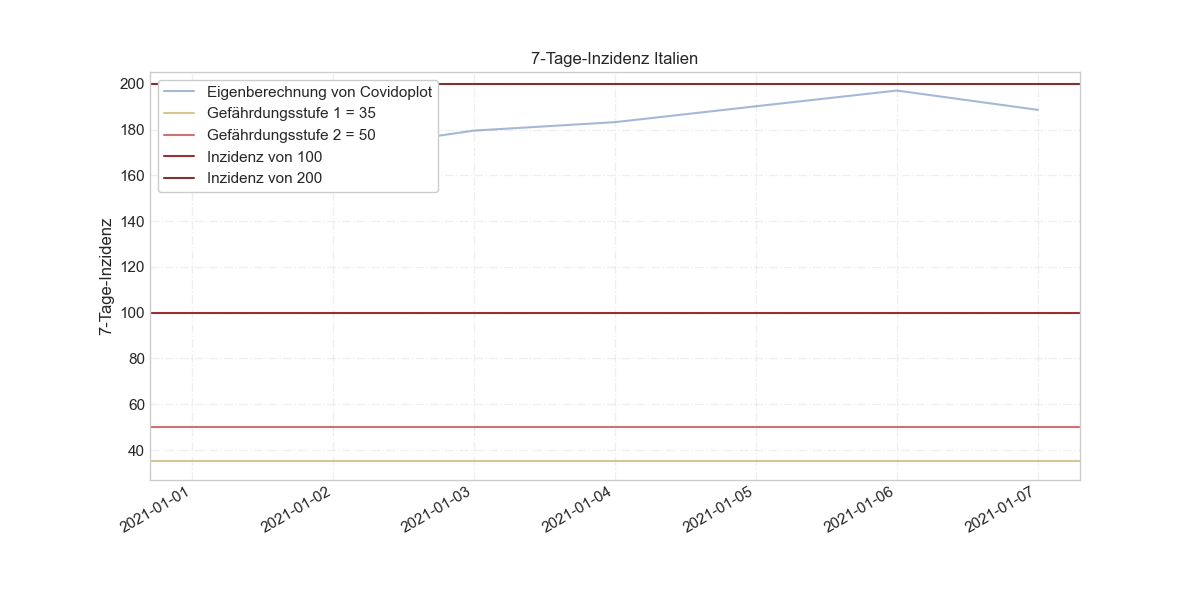 7-Tage-Inzidenz Italien
200
180
160
140
120
100
80
60
40
7-Tage-Inzidenz
Eigenberechnung von Covidoplot
Gefährdungsstufe 1 = 35
Gefährdungsstufe 2 = 50
Inzidenz von 100
Inzidenz von 200
2021-01-01
2021-01-02
2021-01-03
2021-01-04
2021-01-05
2021-01-06
2021-01-07